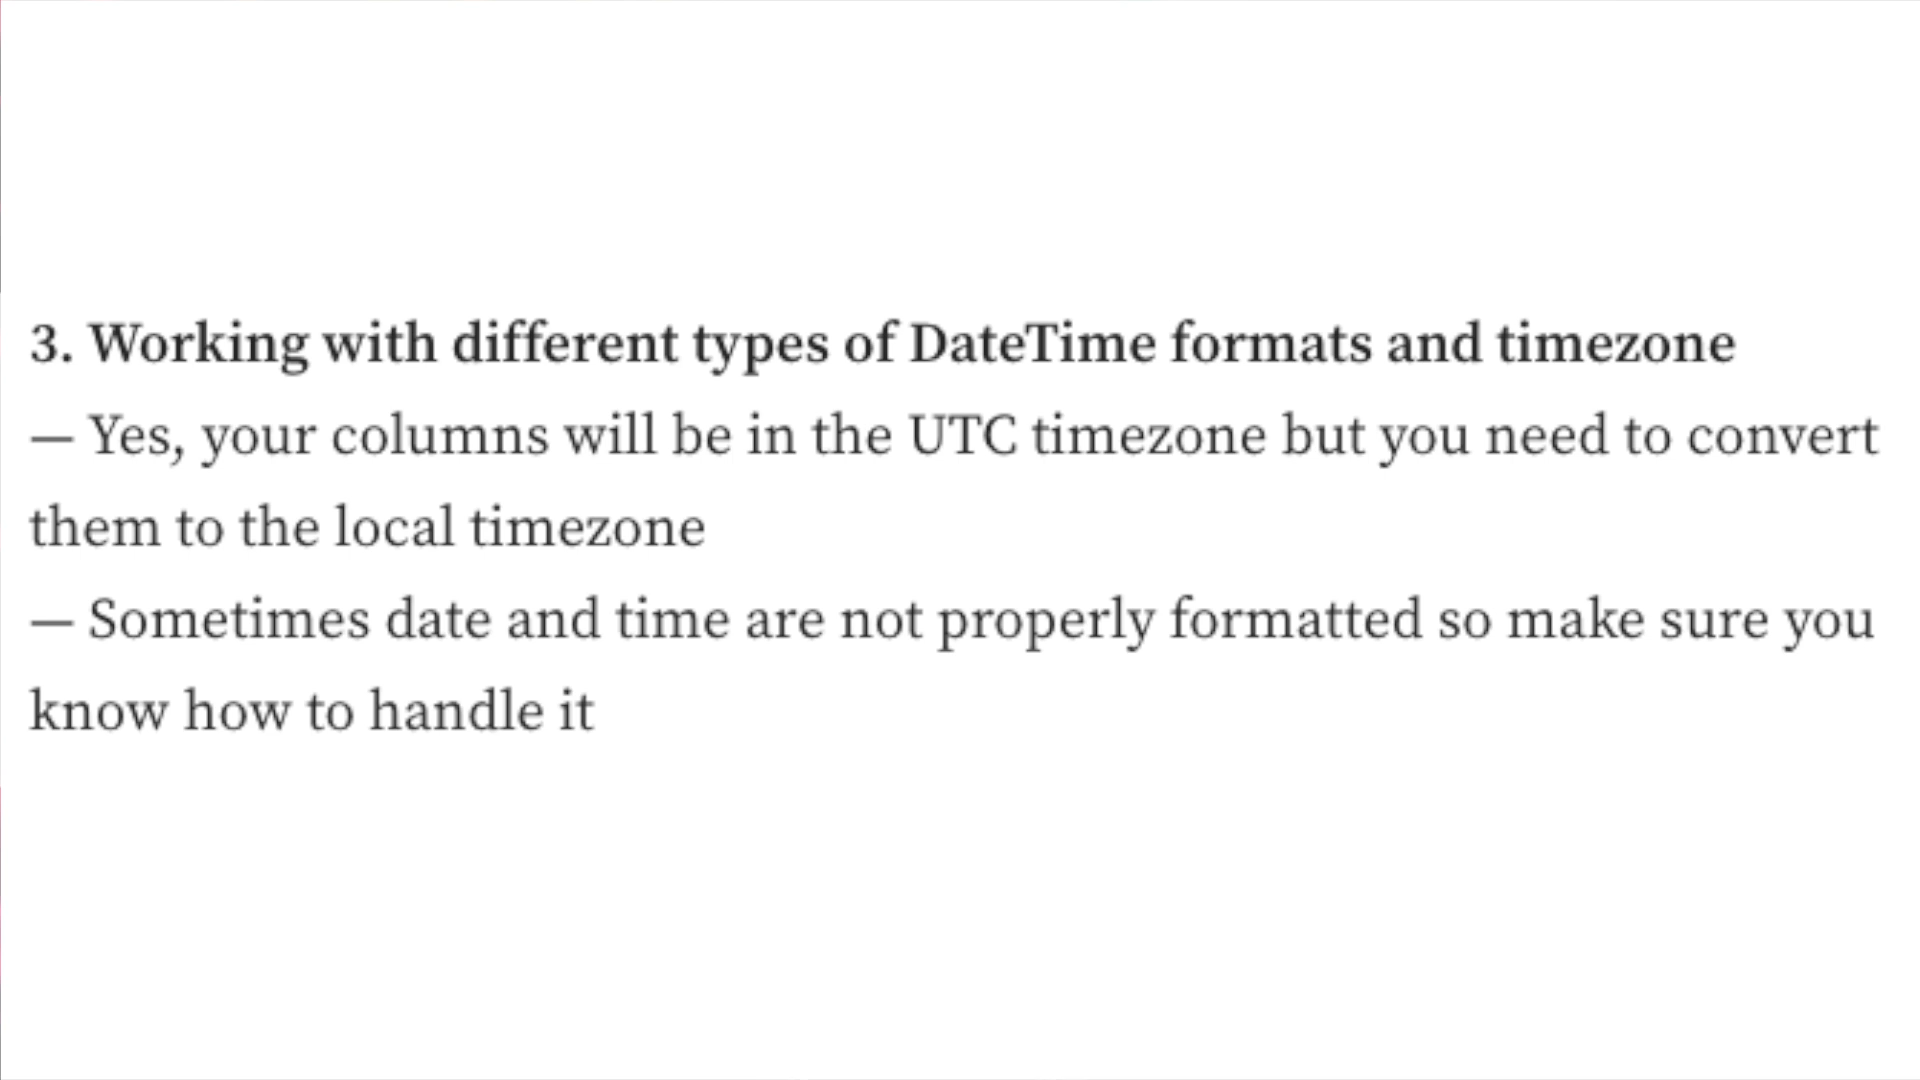 3. Working with different types of DateTime formats and timezone
— Yes, your columns will be in the UTC timezone but you need to convert
them to the local timezone
— Sometimes date and time are not properly formatted so make sure you
know how to handle it